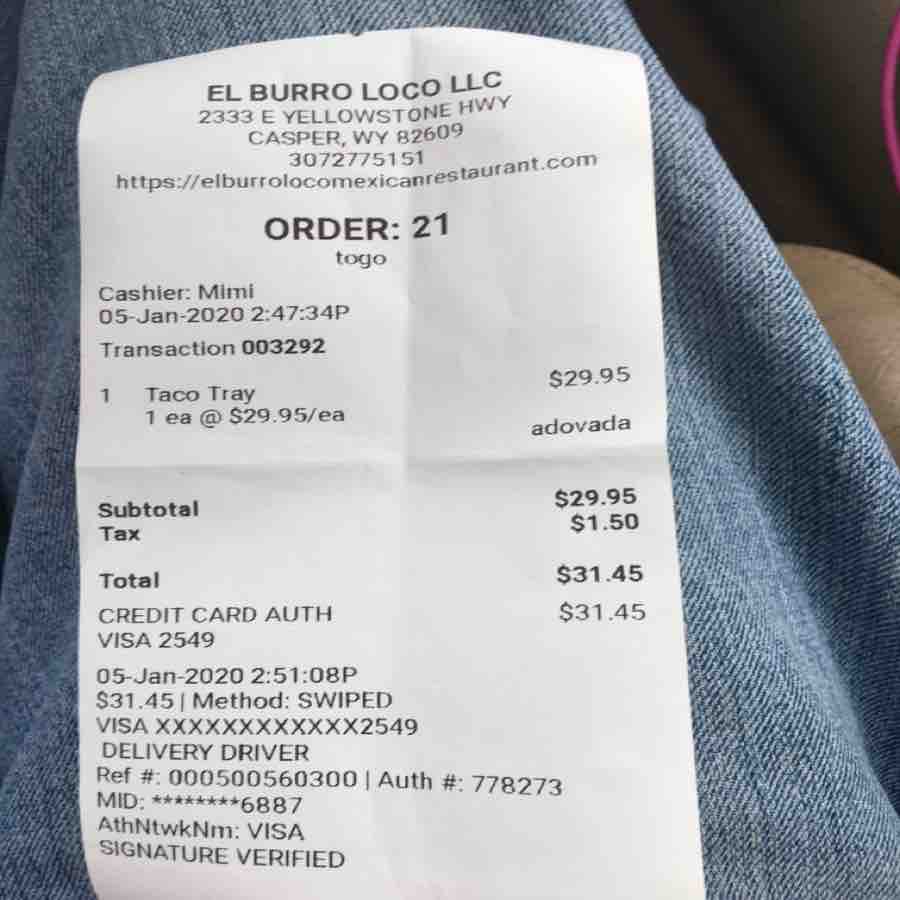 EL BURRO LOCO LLC
2333 E YELLOWSTONE HWY
CASPER, WY 82609
3072775151
https://elburrolocomexicanrestaurant.com
ORDER: 21
togo
Cashier: Mimi
05-Jan-2020 2:47:34P
Transaction 003292
1 Taco Tray $29.95
1 ea @ $29.95/ea
adovada
Subtotal $29.95
Tax $1.50
Total $31.45
CREDIT CARD AUTH $31.45
VISA 2549
05-Jan-2020 2:51:08P
$31.45 | Method: SWIPED
VISA XXXXXXXXXXXX2549
DELIVERY DRIVER
Ref #: 000500560300 | Auth #: 778273
MID: ********6887
AthNtwkNm: VISA
SIGNATURE VERIFIED